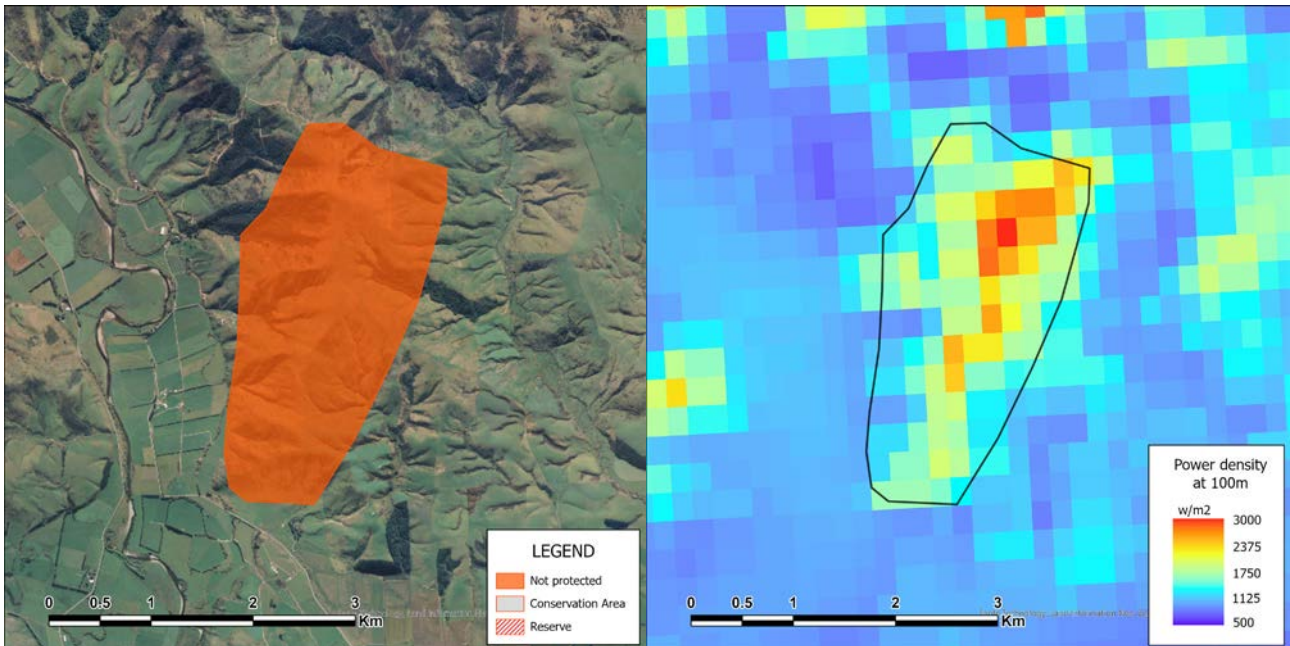 LEGEND
Not protected
Conservation Area
Reserve
0 0.5 1 2 3
Km
Power density
at 100m
w/m2
3000
2375
1750
1125
500
0 0.5 1 2 3
Km